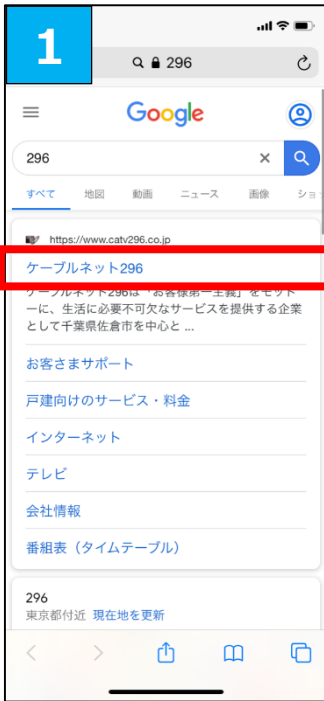 1
296
Google
296
すべて 地図 動画 ニュース 画像 ショ
https://www.catv296.co.jp
ケーブルネット296
ケーブルネット296は「お客様第一主義」をモット
ーに、生活に必要不可欠なサービスを提供する企業
として千葉県佐倉市を中心と ...
お客さまサポート
戸建向けのサービス・料金
インターネット
テレビ
会社情報
番組表（タイムテーブル）
296
東京都付近 現在地を更新